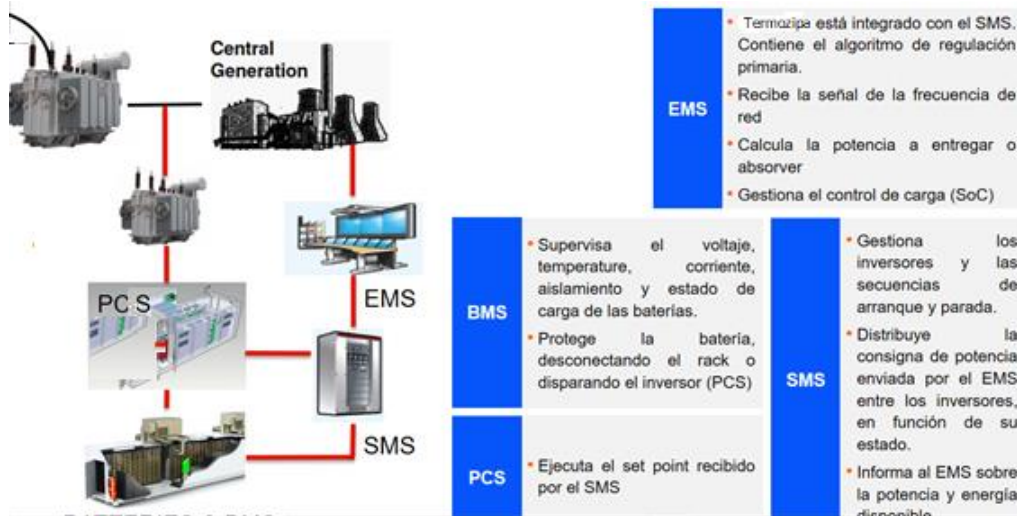 Central
Generation
EMS
PCS
SMS
EMS
Termozipa está integrado con el SMS.
Contiene el algoritmo de regulación
primaria.
Recibe la señal de la frecuencia de
red
Calcula la potencia a entregar o
absorver
Gestiona el control de carga (SoC)
BMS
Supervisa el voltaje,
temperature, corriente,
aislamiento y estado de
carga de las baterías.
Protege la batería,
desconectando el rack o
disparando el inversor (PCS)
PCS
Ejecuta el set point recibido
por el SMS
SMS
Gestiona los
inversores y las
secuencias de
arranque y parada.
Distribuye la
consigna de potencia
enviada por el EMS
entre los inversores,
en función de su
estado.
Informa al EMS sobre
la potencia y energía
disponible